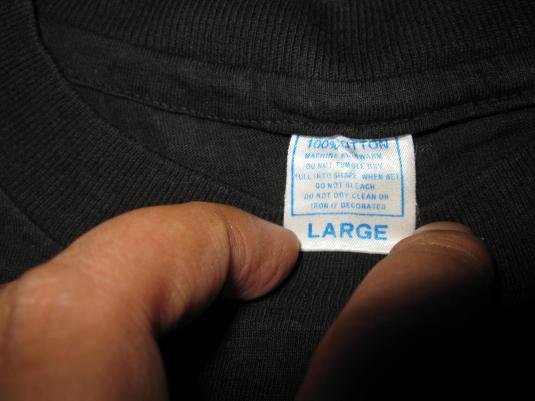 100% COTTON
MACHINE WASH WARM
DO NOT TUMBLE DRY
PULL INTO SHAPE WHEN WET
DO NOT BLEACH
DO NOT DRY CLEAN OR
IRON IF DECORATED
LARGE